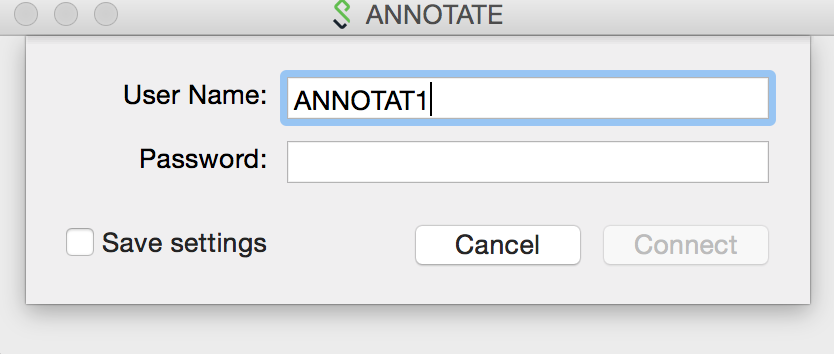 ANNOTATE
User Name: ANNOTAT1
Password:
Save settings Cancel Connect